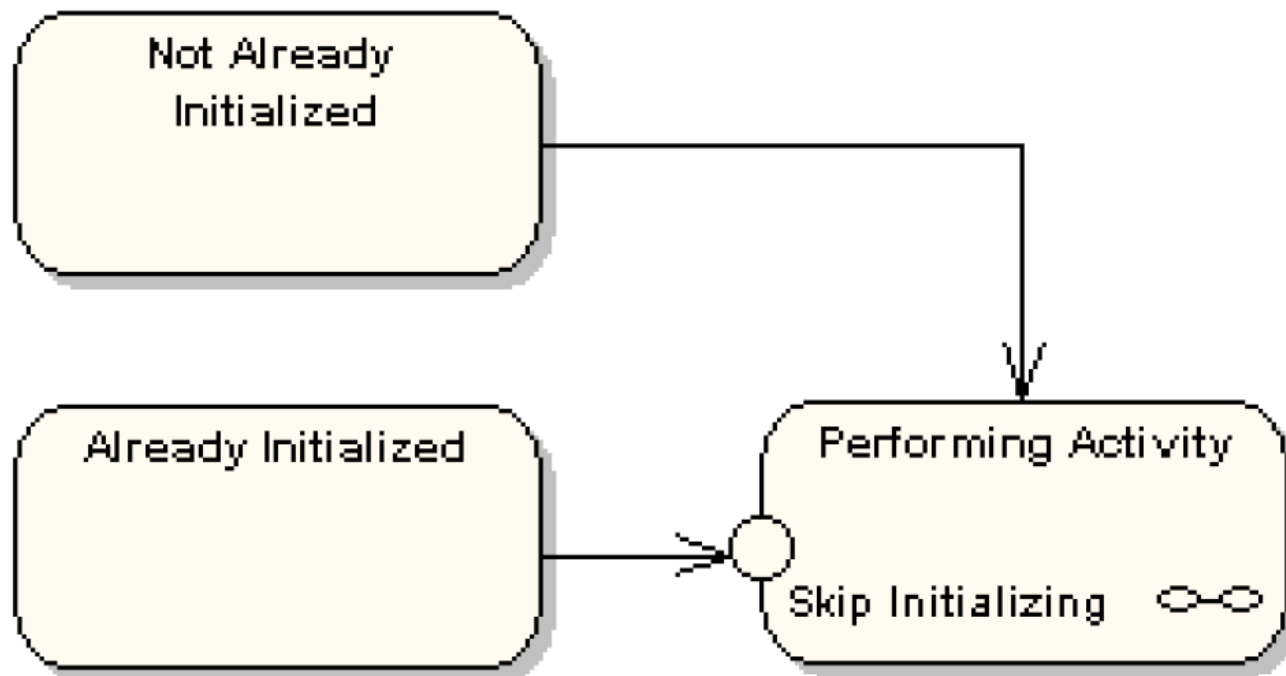 Not Already
Initialized
Already Initialized
Performing Activity
Skip Initializing